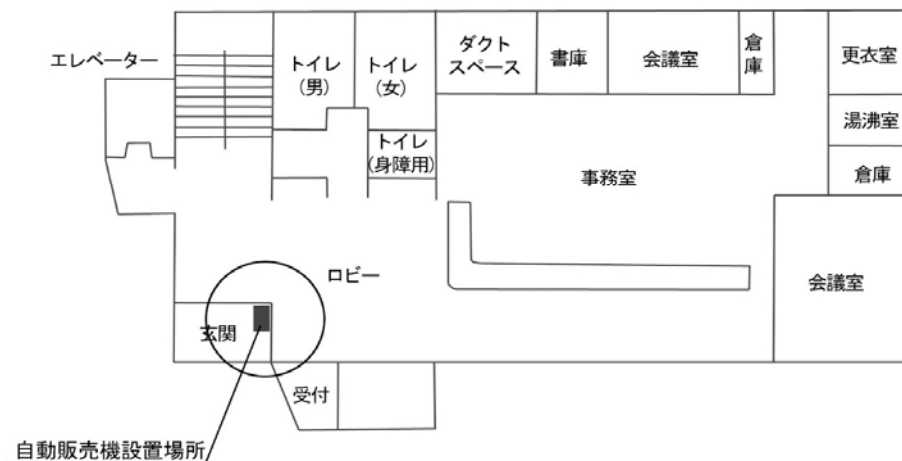 エレベーター
トイレ
(男)
トイレ
(女)
ダクト
スペース
書庫
会議室
倉
庫
更衣室
湯沸室
トイレ
(身障用)
事務室
倉庫
ロビー
会議室
玄関
受付
自動販売機設置場所